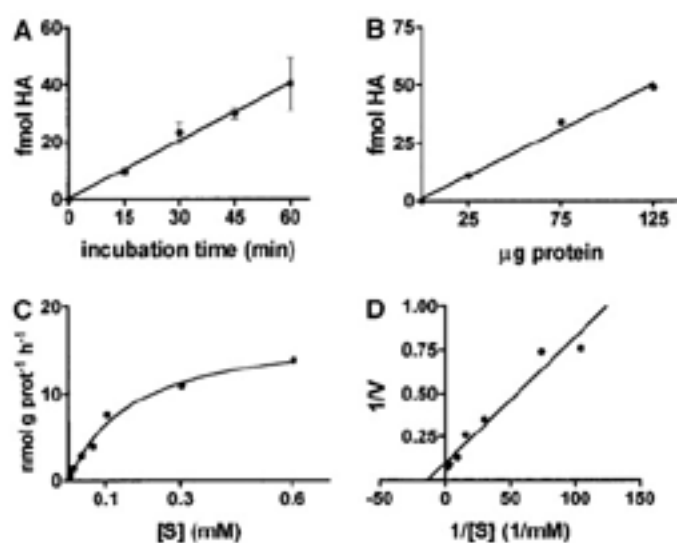 A
fmol HA
60
40
20
0
0 15 30 45 60
incubation time (min)
B
fmol HA
75
50
25
0
25 75 125
µg protein
C
nmol g prot⁻¹ h⁻¹
20
10
0
0.1 0.3 0.6
[S] (mM)
D
1/V
1.00
0.75
0.50
0.25
-50 0 50 100 150
1/[S] (1/mM)